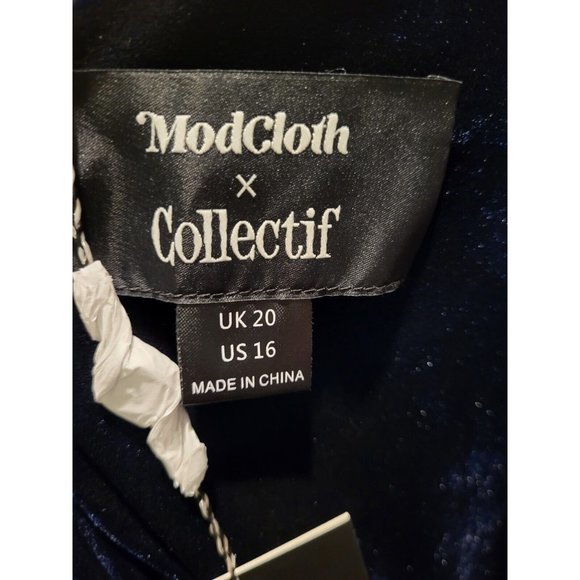 ModCloth
x
Collectif
UK 20
US 16
MADE IN CHINA